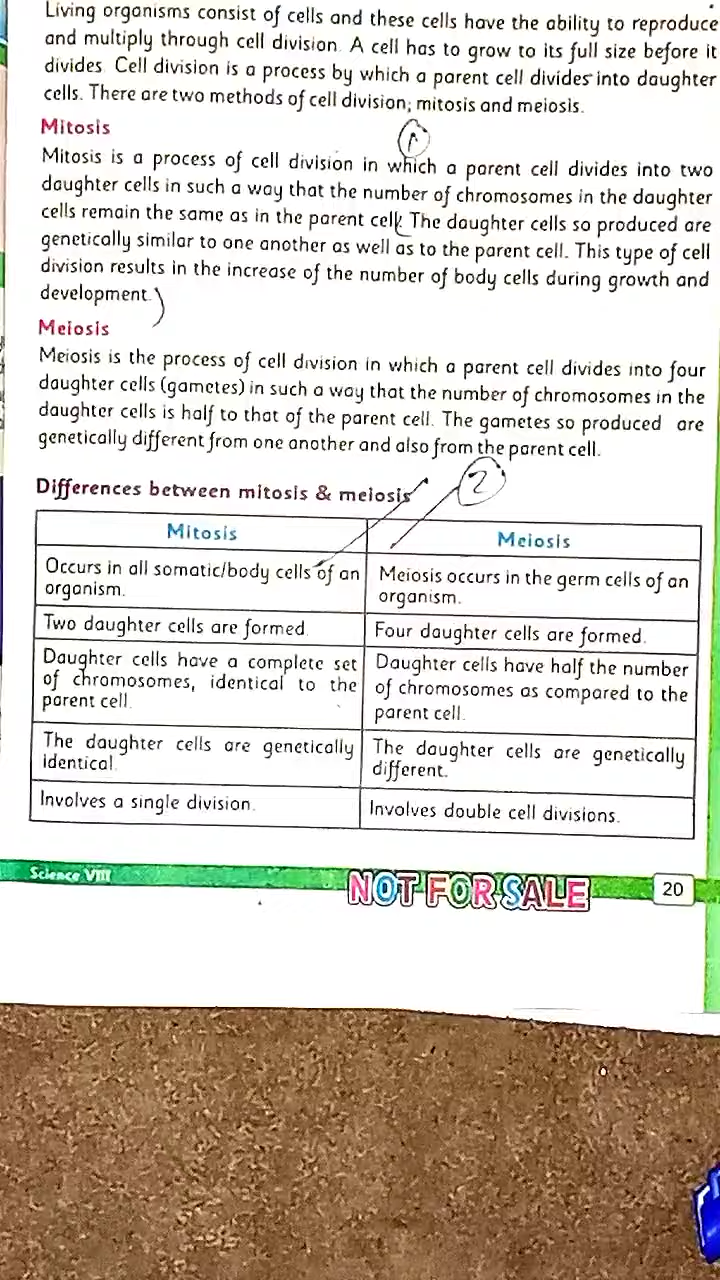 Living organisms consist of cells and these cells have the ability to reproduce
and multiply through cell division. A cell has to grow to its full size before it
divides. Cell division is a process by which a parent cell divides into daughter
cells. There are two methods of cell division; mitosis and meiosis.
Mitosis
1
Mitosis is a process of cell division in which a parent cell divides into two
daughter cells in such a way that the number of chromosomes in the daughter
cells remain the same as in the parent cell. The daughter cells so produced are
genetically similar to one another as well as to the parent cell. This type of cell
division results in the increase of the number of body cells during growth and
development.
Meiosis
Meiosis is the process of cell division in which a parent cell divides into four
daughter cells (gametes) in such a way that the number of chromosomes in the
daughter cells is half to that of the parent cell. The gametes so produced are
genetically different from one another and also from the parent cell.
2
Differences between mitosis & meiosis
Mitosis
Meiosis
Occurs in all somatic/body cells of an
organism.
Meiosis occurs in the germ cells of an
organism.
Two daughter cells are formed.
Four daughter cells are formed.
Daughter cells have a complete set
of chromosomes, identical to the
parent cell.
Daughter cells have half the number
of chromosomes as compared to the
parent cell.
The daughter cells are genetically
identical.
The daughter cells are genetically
different.
Involves a single division.
Involves double cell divisions.
Science VIII
NOT FOR SALE
20